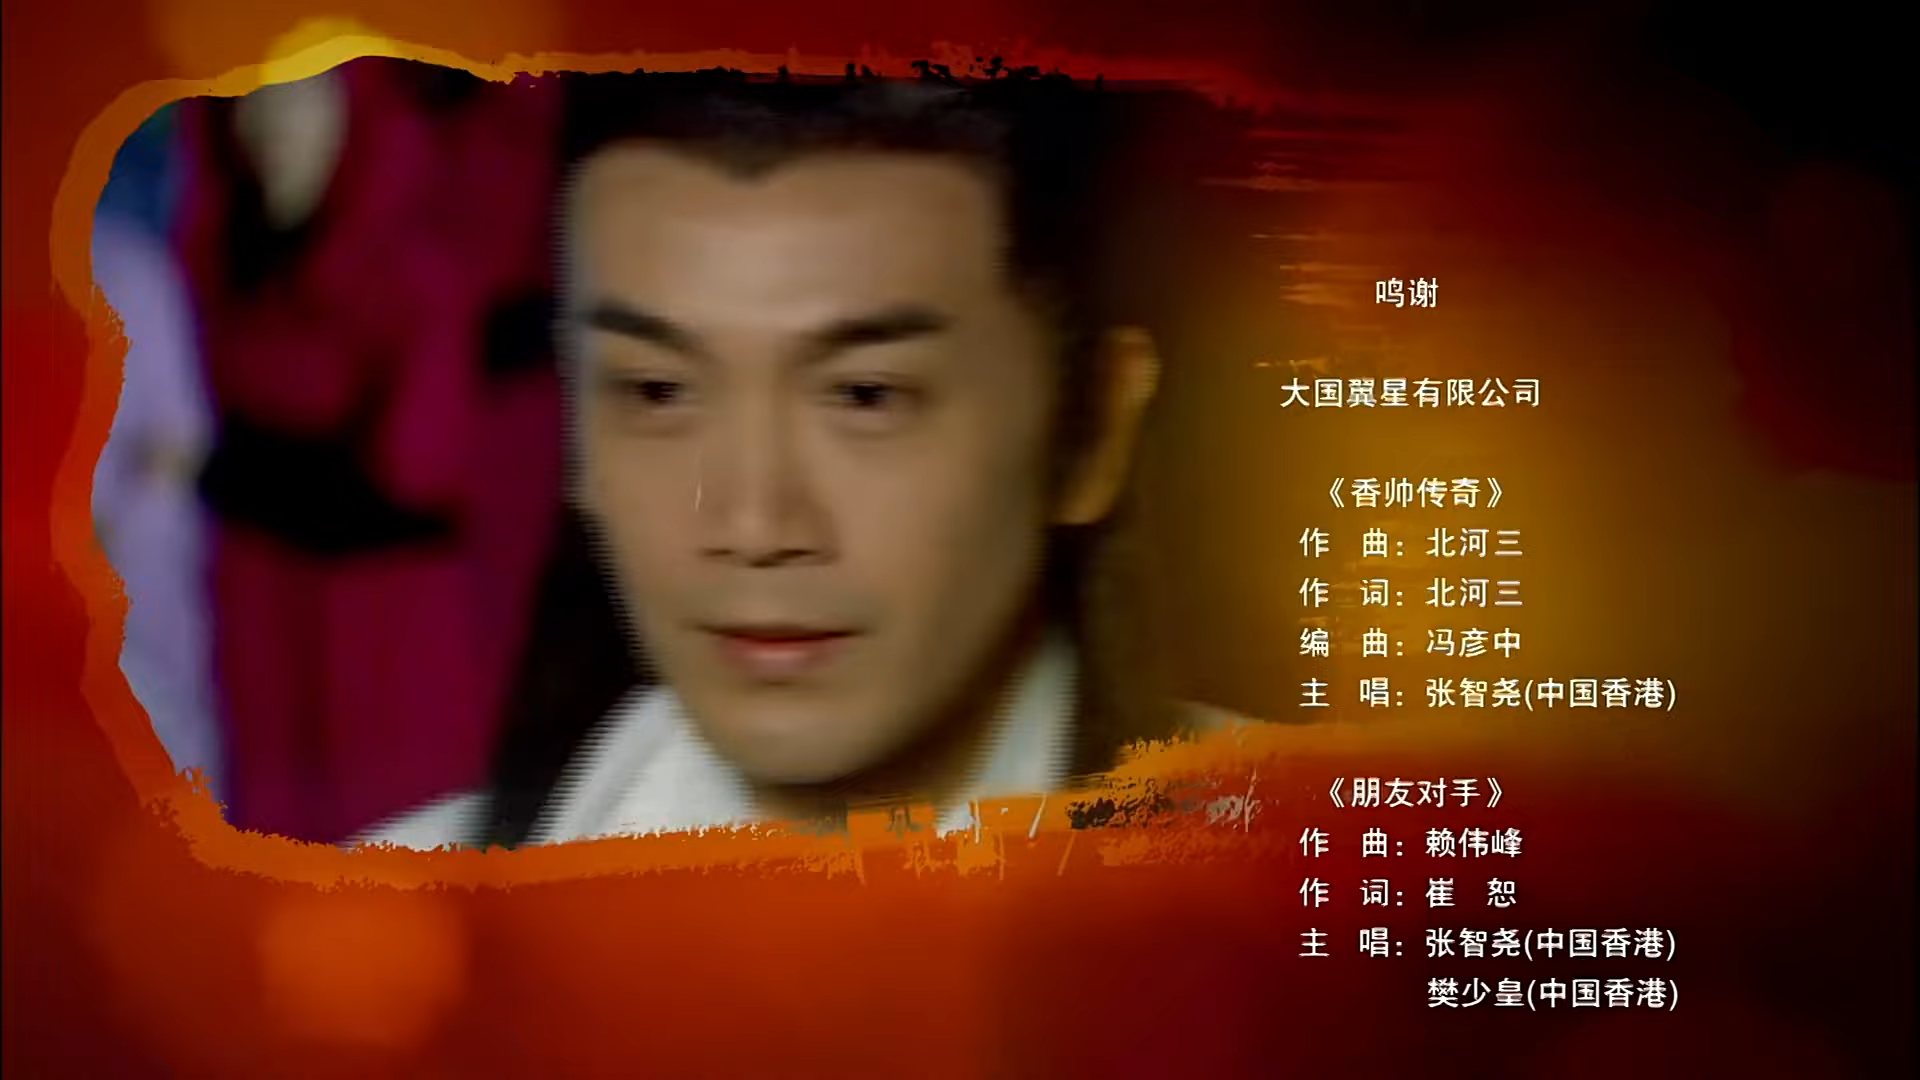 鸣谢
大国翼星有限公司
《香帅传奇》
作 曲：北河三
作 词：北河三
编 曲：冯彦中
主 唱：张智尧(中国香港)
《朋友对手》
作 曲：赖伟峰
作 词：崔 恕
主 唱：张智尧(中国香港)
樊少皇(中国香港)